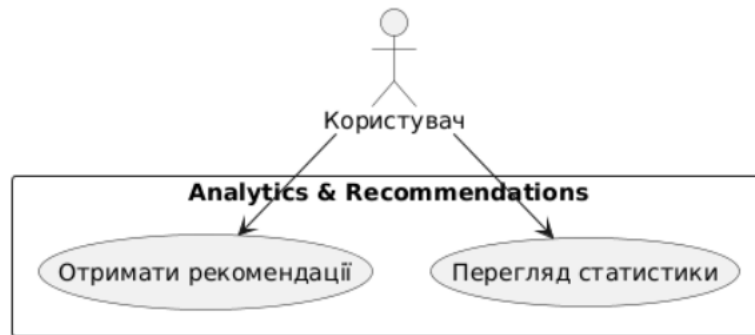 Користувач
Analytics & Recommendations
Отримати рекомендації
Перегляд статистики